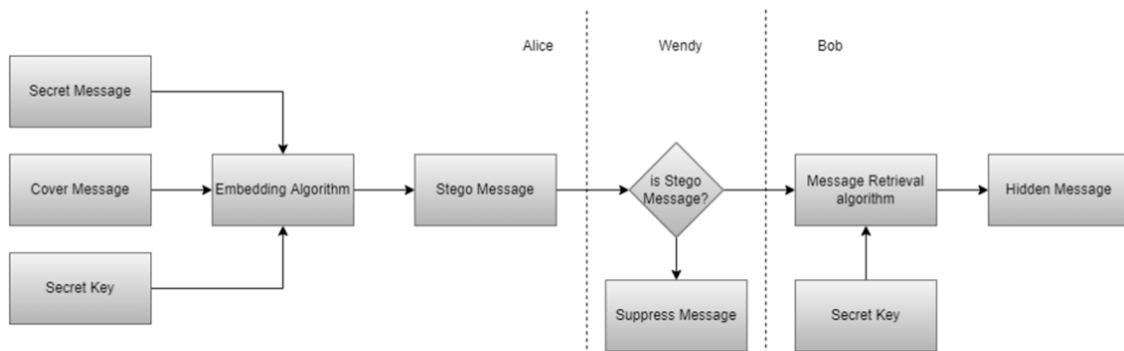 Alice
Wendy
Bob
Secret Message
Cover Message
Secret Key
Embedding Algorithm
Stego Message
is Stego
Message?
Suppress Message
Message Retrieval
algorithm
Secret Key
Hidden Message